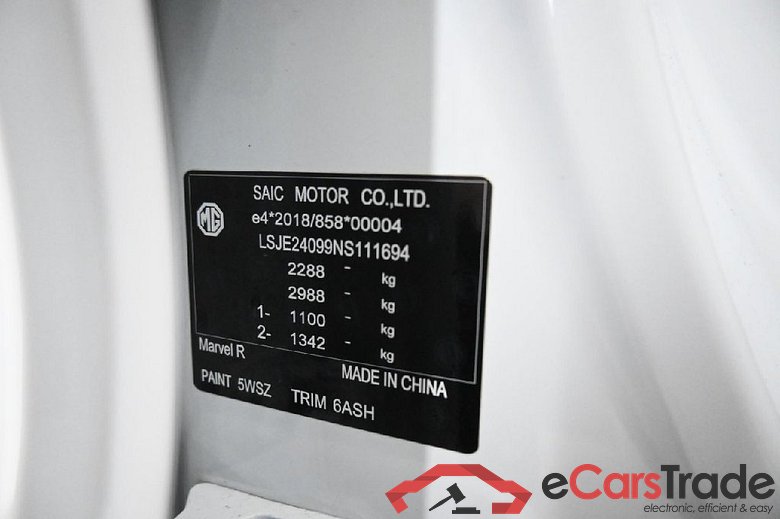 SAIC MOTOR CO.,LTD.
MG
e4*2018/858*00004
LSJE24099NS111694
2288 - kg
2988 - kg
1- 1100 - kg
2- 1342 - kg
Marvel R
MADE IN CHINA
PAINT 5WSZ TRIM 6ASH
eCarsTrade
electronic, efficient & easy